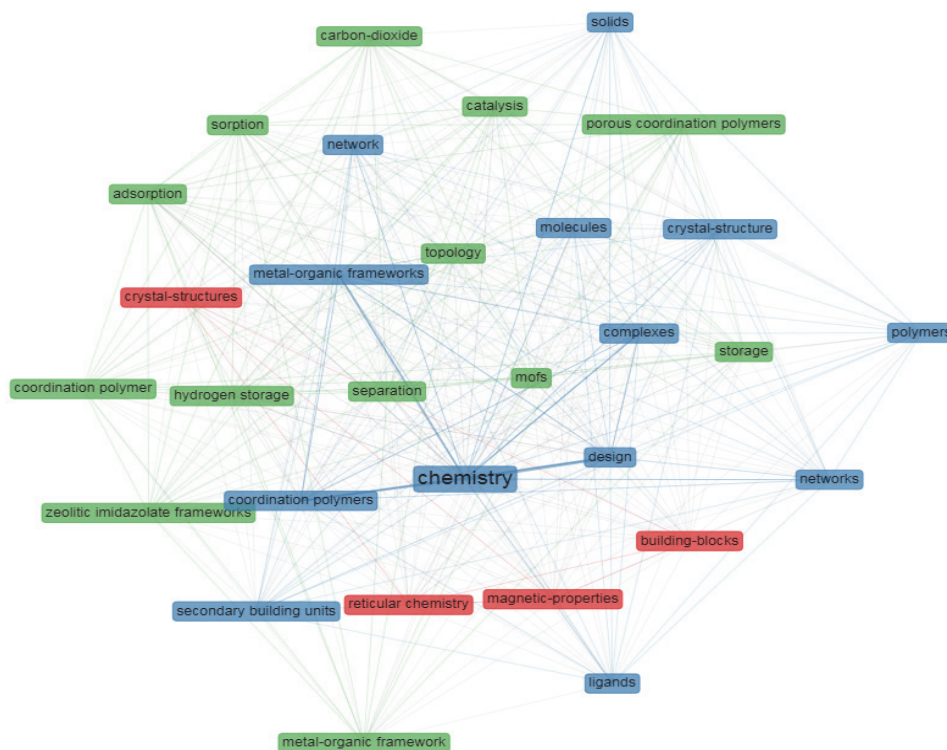 solids
carbon-dioxide
catalysis
sorption
porous coordination polymers
network
adsorption
molecules
crystal-structure
topology
metal-organic frameworks
crystal-structures
complexes
polymers
storage
mofs
coordination polymer
hydrogen storage
separation
design
chemistry
networks
coordination polymers
zeolitic imidazolate frameworks
building-blocks
magnetic-properties
reticular chemistry
secondary building units
ligands
metal-organic framework